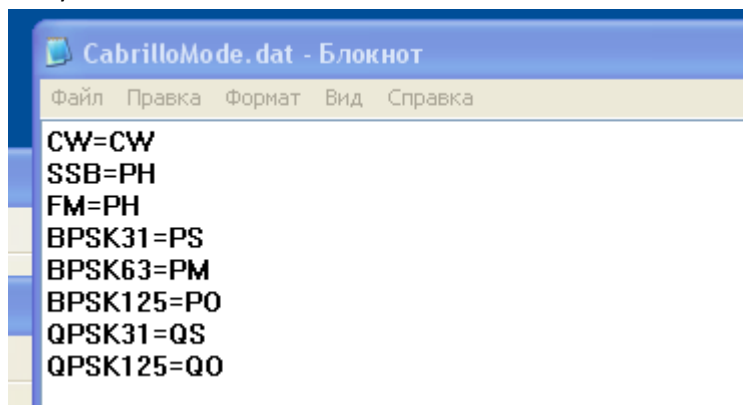 CabrilloMode.dat - Блокнот
Файл Правка Формат Вид Справка
CW=CW
SSB=PH
FM=PH
BPSK31=PS
BPSK63=PM
BPSK125=PO
QPSK31=QS
QPSK125=QO